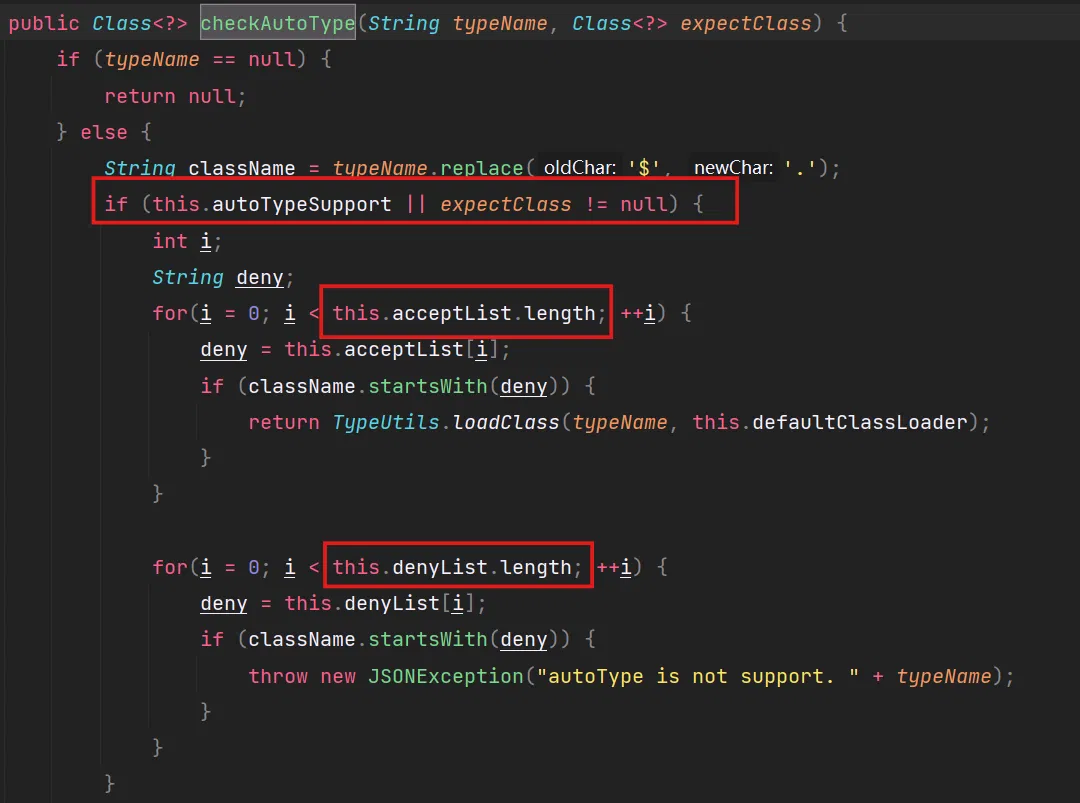 public Class<?> checkAutoType(String typeName, Class<?> expectClass) {
if (typeName == null) {
return null;
} else {
String className = typeName.replace( oldChar: '$', newChar: '.');
if (this.autoTypeSupport || expectClass != null) {
int i;
String deny;
for(i = 0; i < this.acceptList.length; ++i) {
deny = this.acceptList[i];
if (className.startsWith(deny)) {
return TypeUtils.loadClass(typeName, this.defaultClassLoader);
}
}
for(i = 0; i < this.denyList.length; ++i) {
deny = this.denyList[i];
if (className.startsWith(deny)) {
throw new JSONException("autoType is not support. " + typeName);
}
}
}